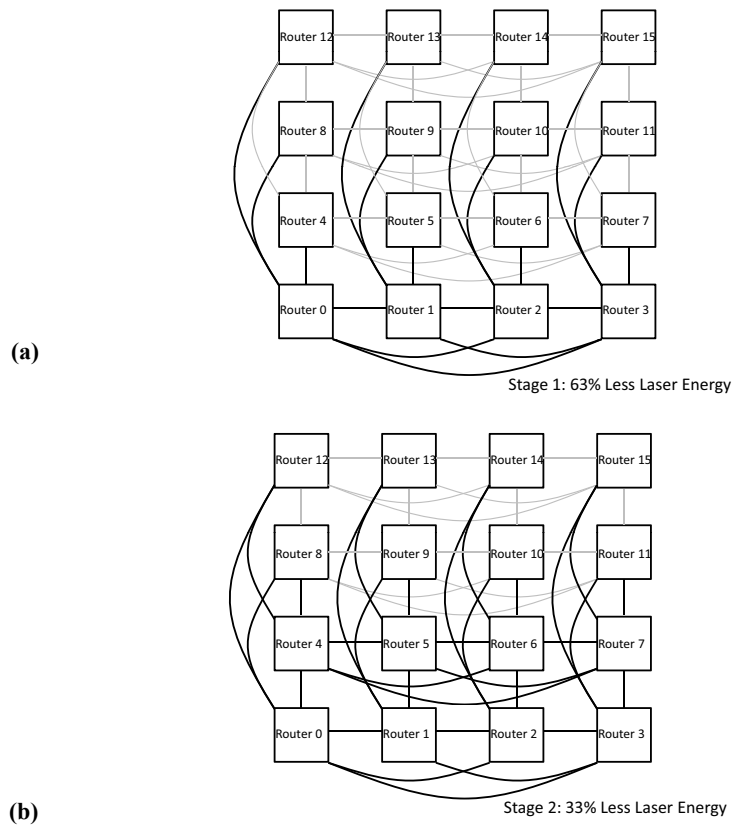 Router 12 Router 13 Router 14 Router 15
Router 8 Router 9 Router 10 Router 11
Router 4 Router 5 Router 6 Router 7
Router 0 Router 1 Router 2 Router 3
(a)
Stage 1: 63% Less Laser Energy
Router 12 Router 13 Router 14 Router 15
Router 8 Router 9 Router 10 Router 11
Router 4 Router 5 Router 6 Router 7
Router 0 Router 1 Router 2 Router 3
(b)
Stage 2: 33% Less Laser Energy